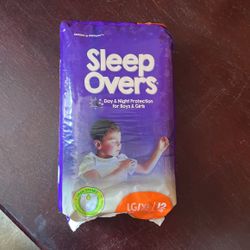 Sleep
Overs
Day & Night Protection
for Boys & Girls
LG/XL/12